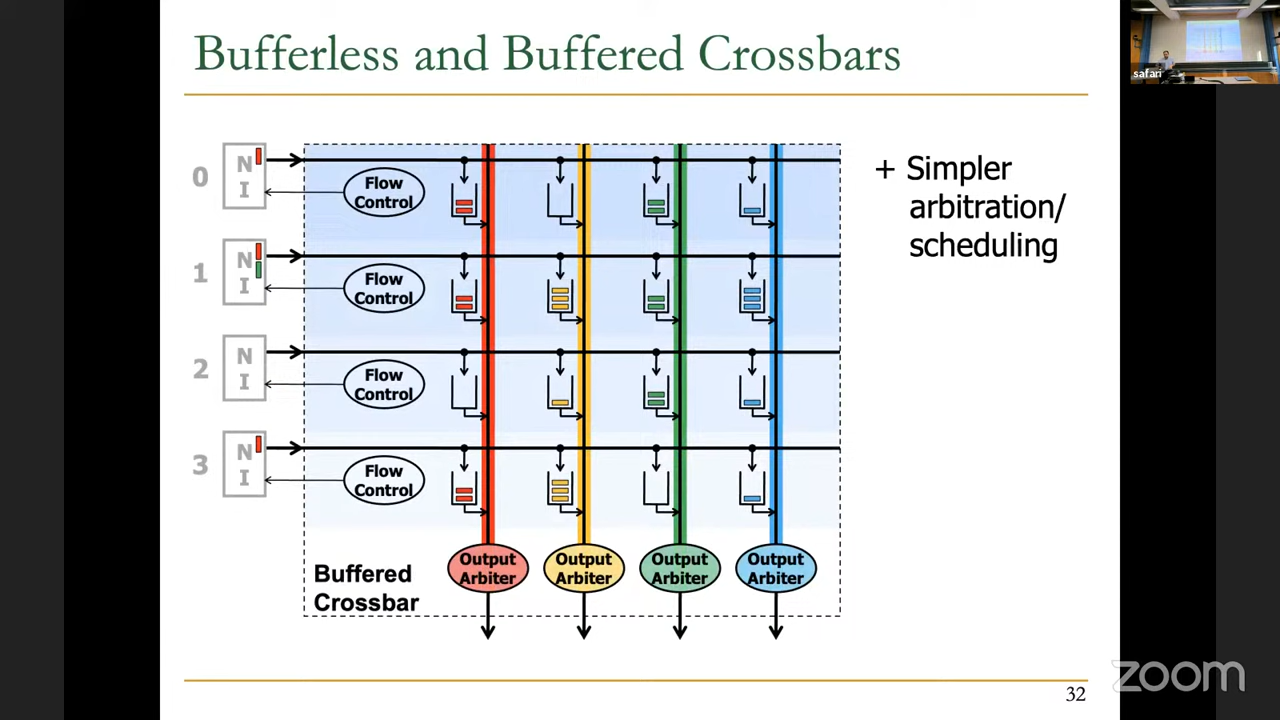 Bufferless and Buffered Crossbars
safari
0
N
I
Flow
Control
1
N
I
Flow
Control
2
N
I
Flow
Control
3
N
I
Flow
Control
Buffered
Crossbar
Output
Arbiter
Output
Arbiter
Output
Arbiter
Output
Arbiter
+ Simpler
arbitration/
scheduling
32
zoom